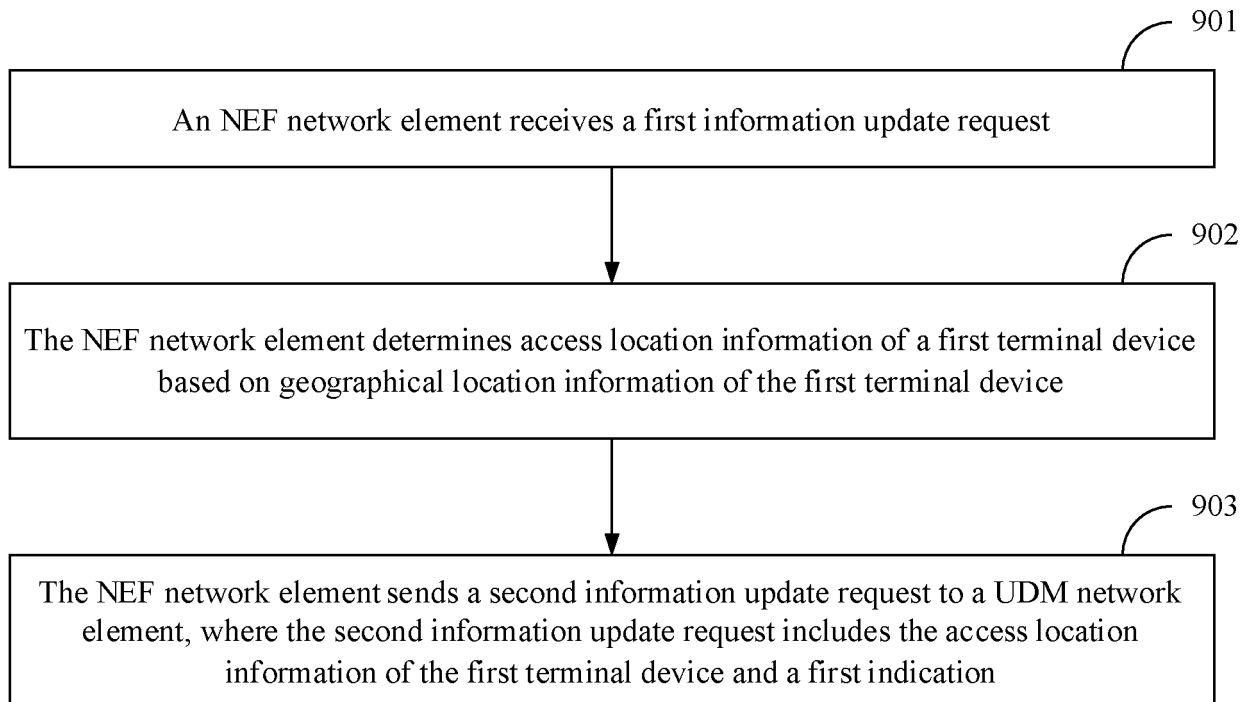 901
An NEF network element receives a first information update request
902
The NEF network element determines access location information of a first terminal device
based on geographical location information of the first terminal device
903
The NEF network element sends a second information update request to a UDM network
element, where the second information update request includes the access location
information of the first terminal device and a first indication